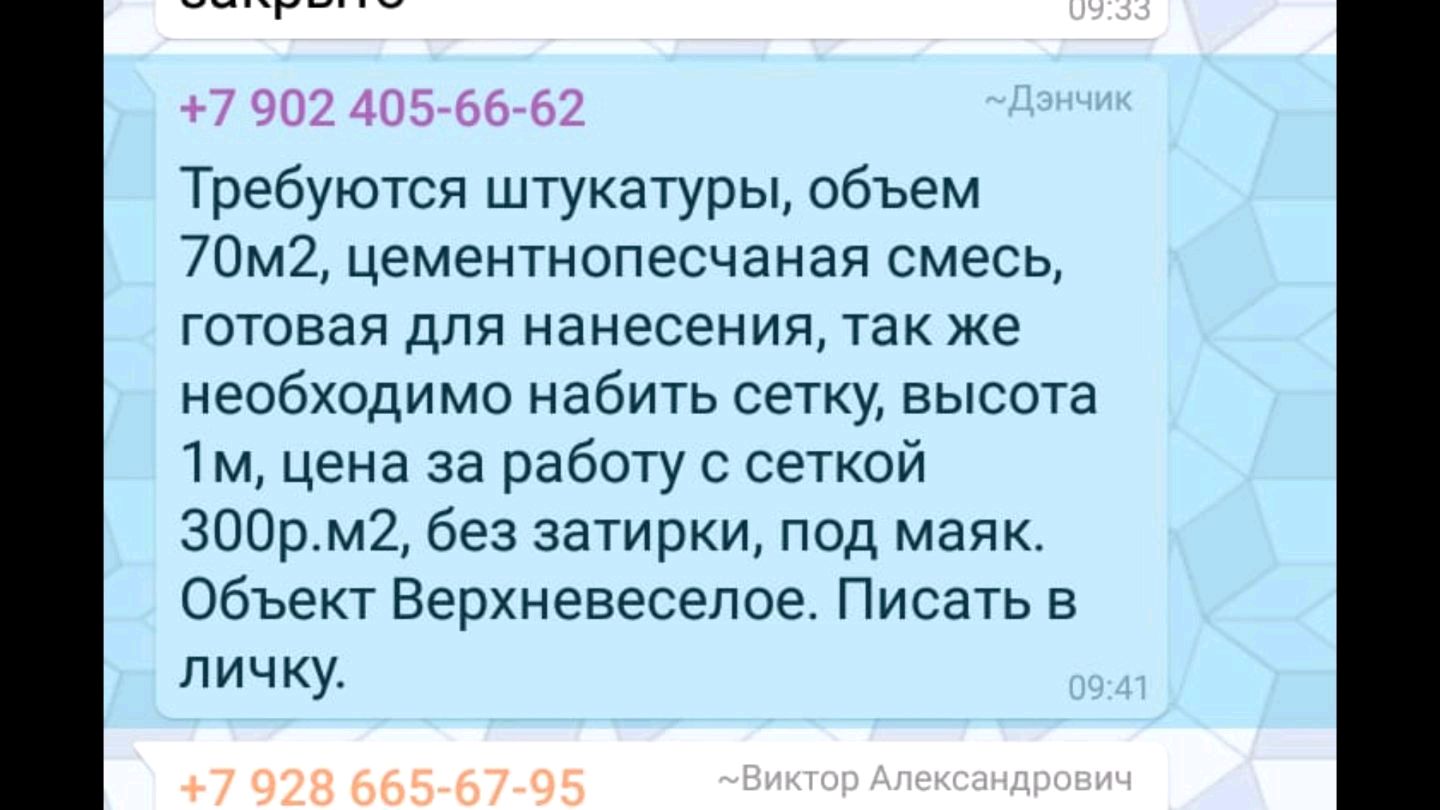 закрыто
09:33
+7 902 405-66-62
~Дэнчик
Требуются штукатуры, объем
70м2, цементнопесчаная смесь,
готовая для нанесения, так же
необходимо набить сетку, высота
1м, цена за работу с сеткой
300р.м2, без затирки, под маяк.
Объект Верхневеселое. Писать в
личку.
09:41
+7 928 665-67-95
~Виктор Александрович